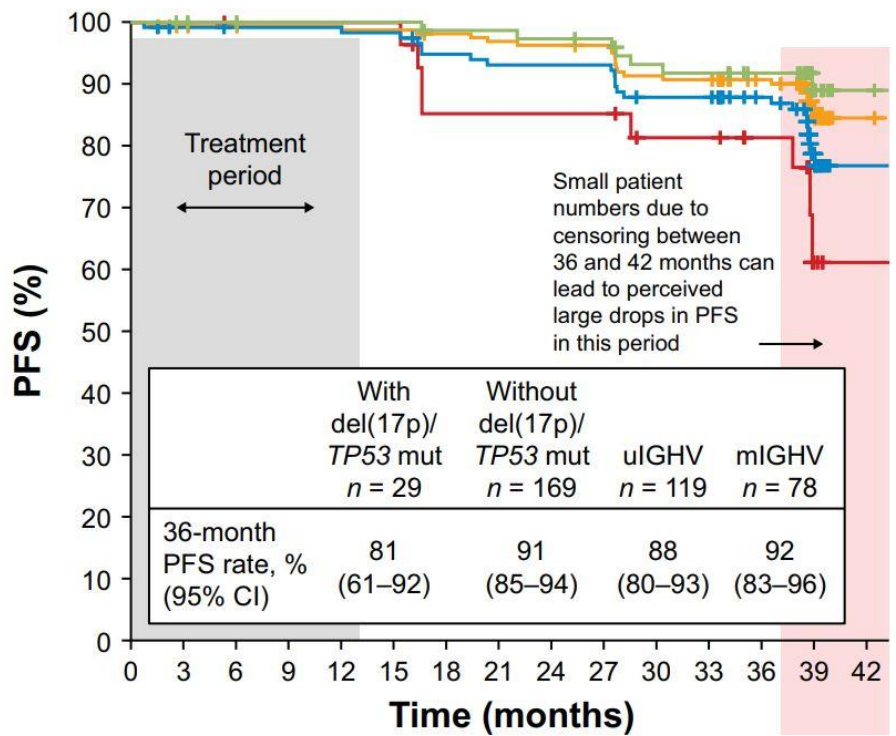 100
90
80
70
60
50
40
30
20
10
0
PFS (%)
Treatment
period
Small patient
numbers due to
censoring between
36 and 42 months can
lead to perceived
large drops in PFS
in this period
With
del(17p)/
TP53 mut
n = 29
Without
del(17p)/
TP53 mut
n = 169
uIGHV
n = 119
mIGHV
n = 78
36-month
PFS rate, %
(95% CI)
81
(61–92)
91
(85–94)
88
(80–93)
92
(83–96)
0 3 6 9 12 15 18 21 24 27 30 33 36 39 42
Time (months)